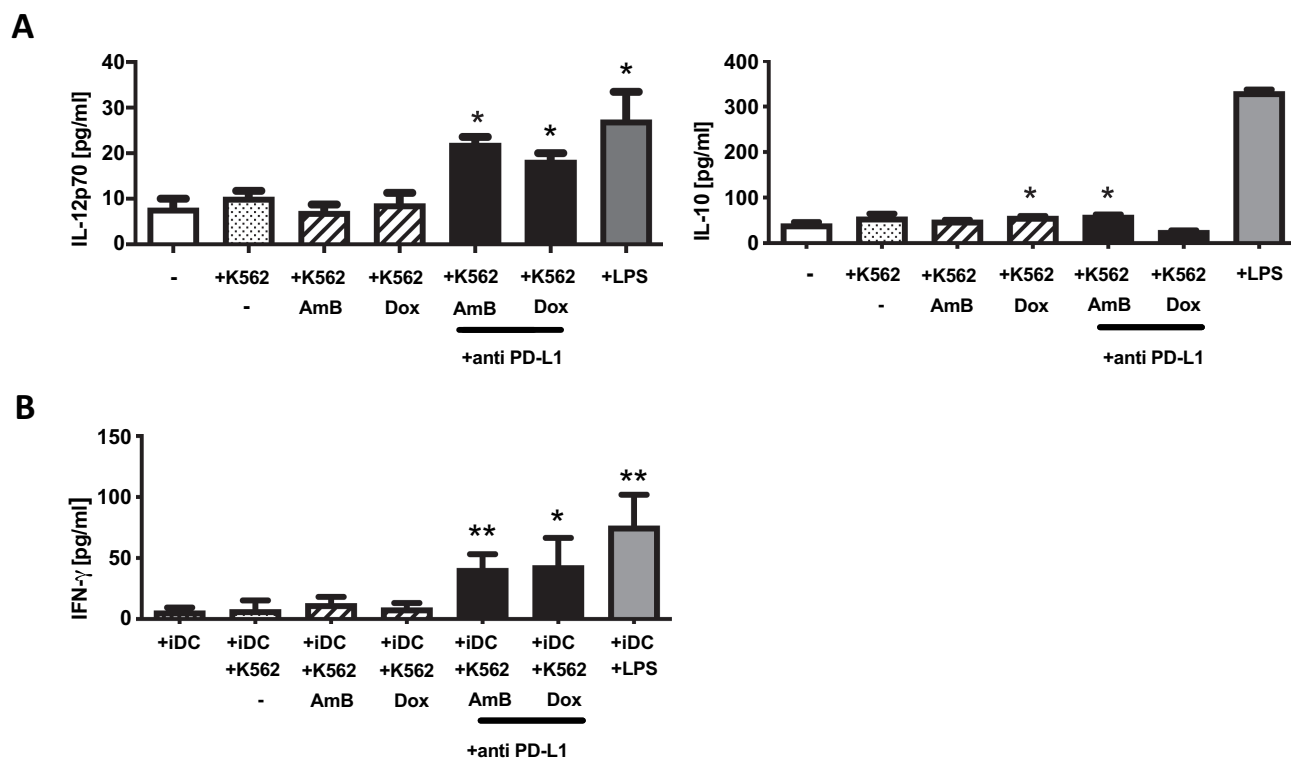 A
IL-12p70 [pg/ml]
40
30
20
10
0
* * * *
- +K562 +K562 +K562 +K562 +K562 +LPS
- AmB Dox AmB Dox
+anti PD-L1
IL-10 [pg/ml]
400
300
200
100
0
* *
- +K562 +K562 +K562 +K562 +K562 +LPS
- AmB Dox AmB Dox
+anti PD-L1
B
IFN-γ [pg/ml]
150
100
50
0
** * **
+iDC +iDC +iDC +iDC +iDC +iDC +iDC
+K562 +K562 +K562 +K562 +K562 +LPS
- AmB Dox AmB Dox
+anti PD-L1